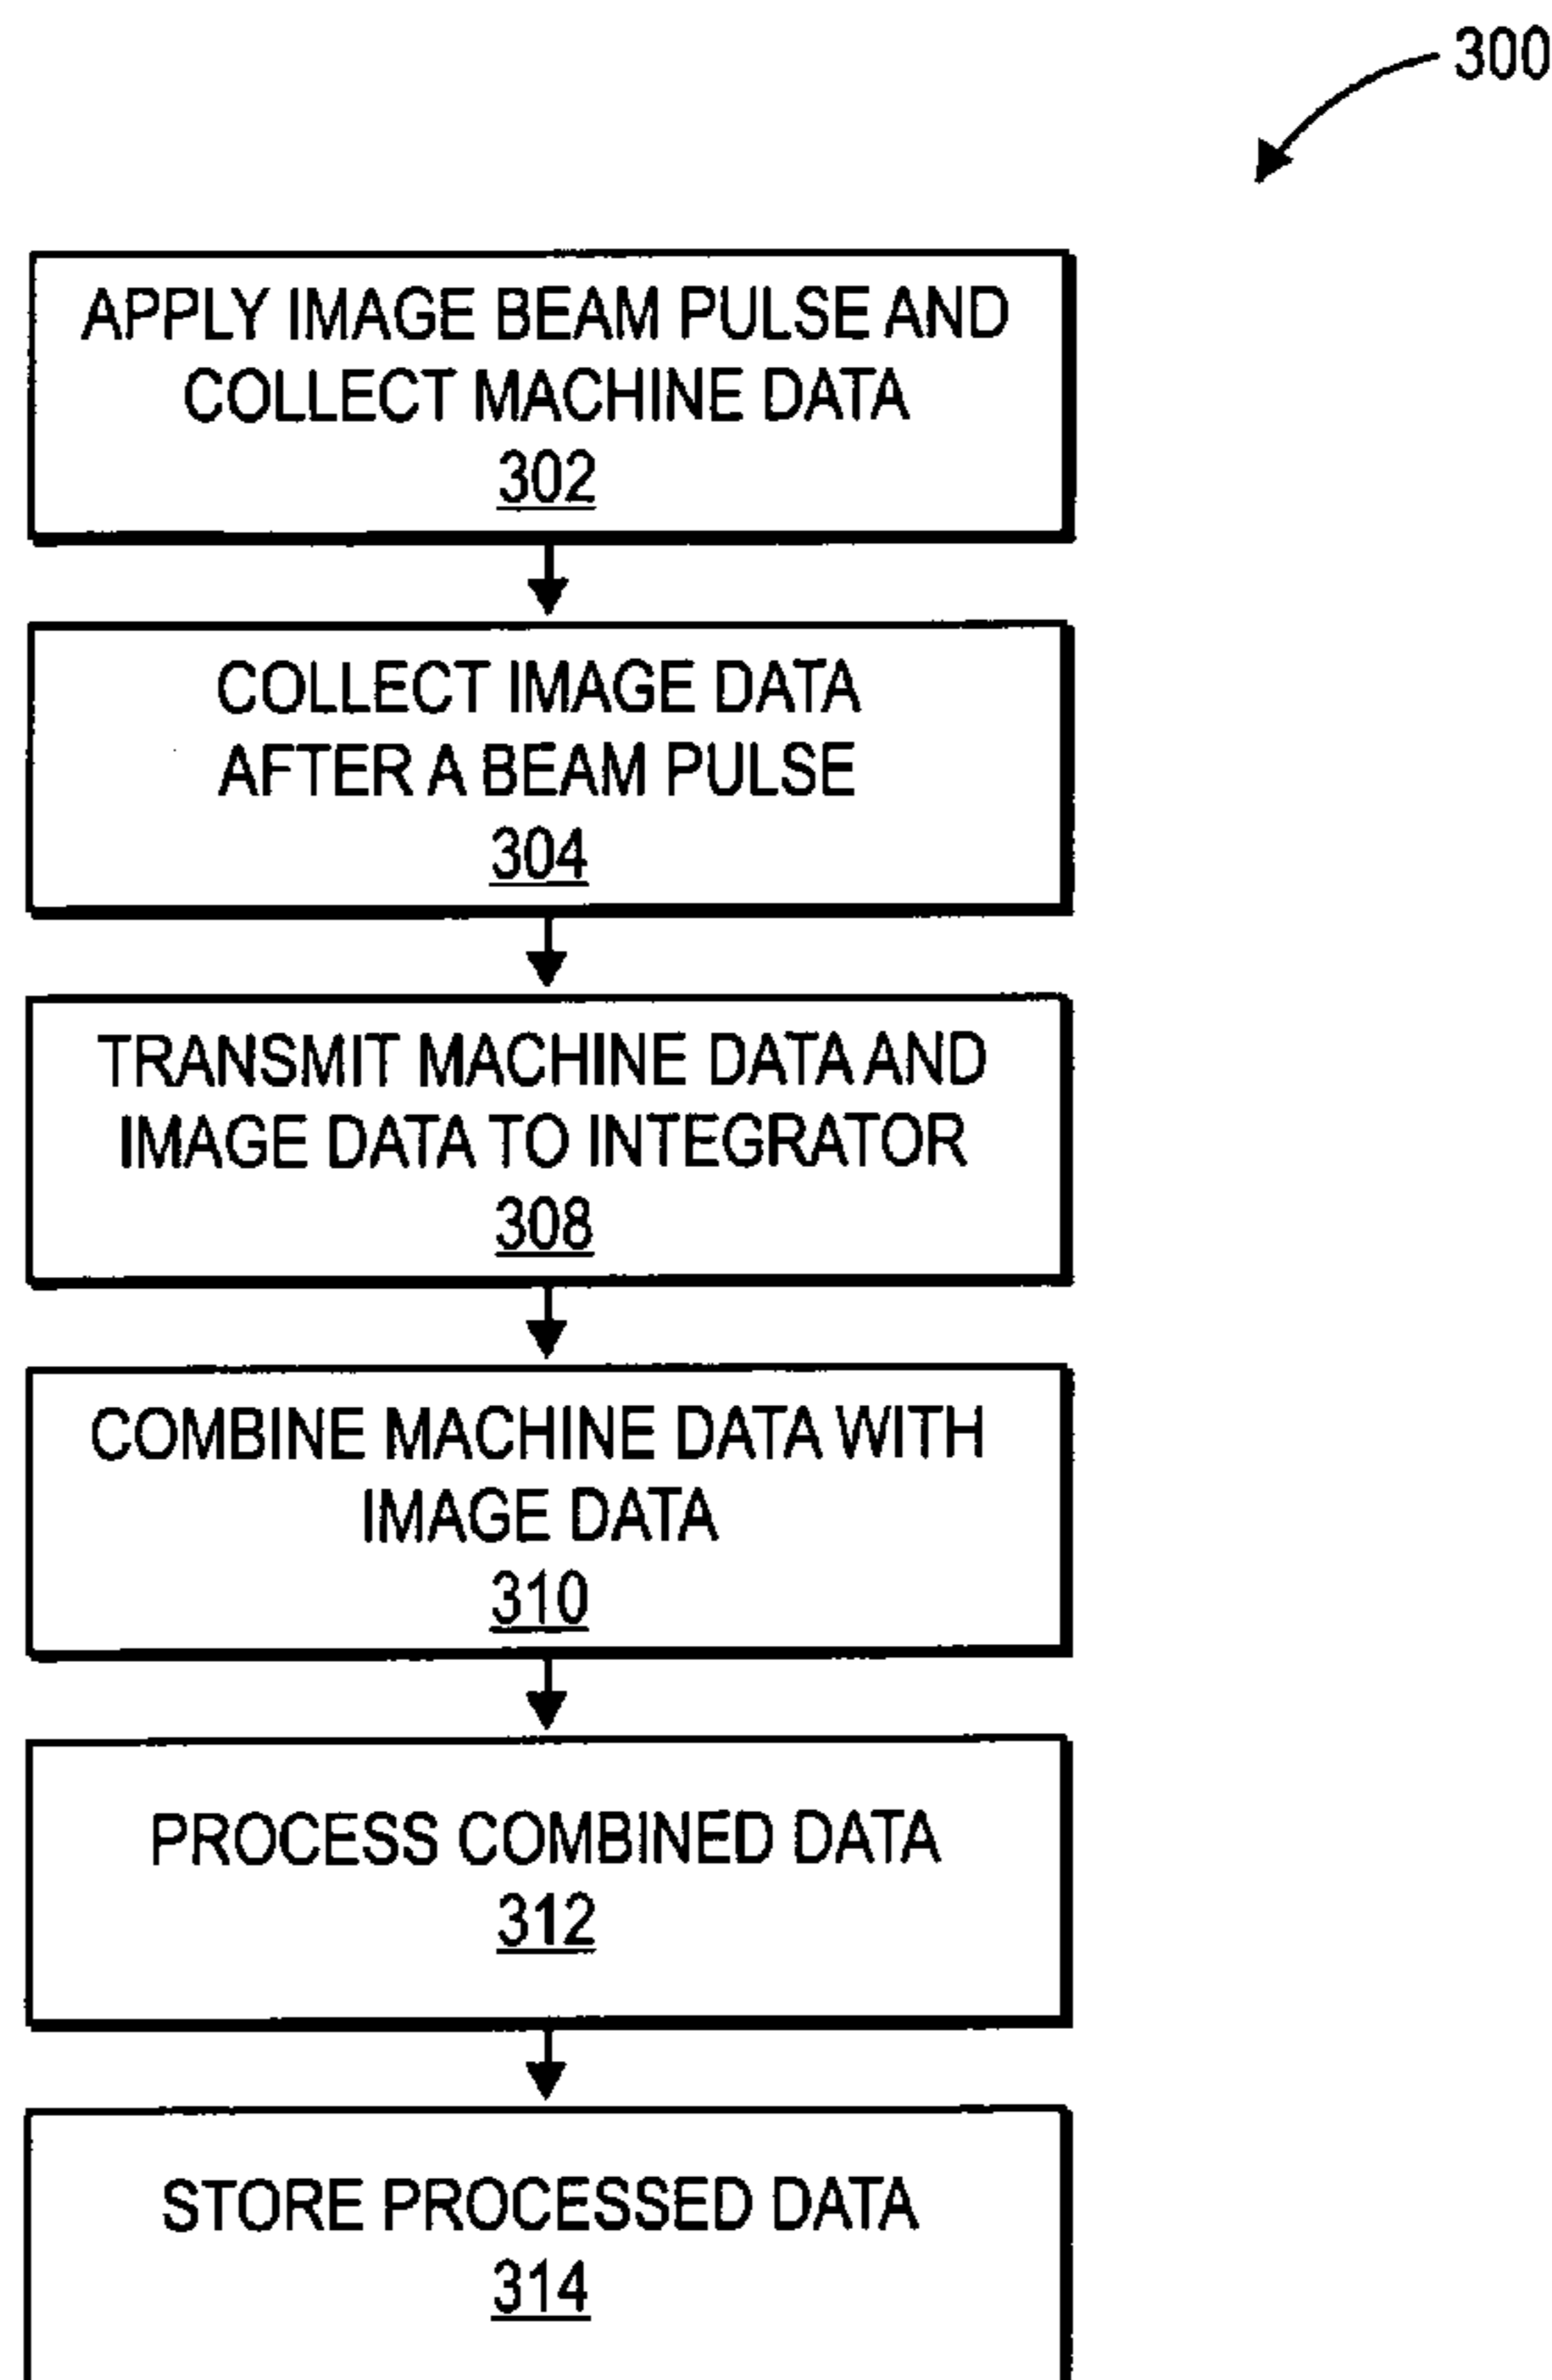 300
APPLY IMAGE BEAM PULSE AND
COLLECT MACHINE DATA
302
COLLECT IMAGE DATA
AFTER A BEAM PULSE
304
TRANSMIT MACHINE DATA AND
IMAGE DATA TO INTEGRATOR
308
COMBINE MACHINE DATA WITH
IMAGE DATA
310
PROCESS COMBINED DATA
312
STORE PROCESSED DATA
314